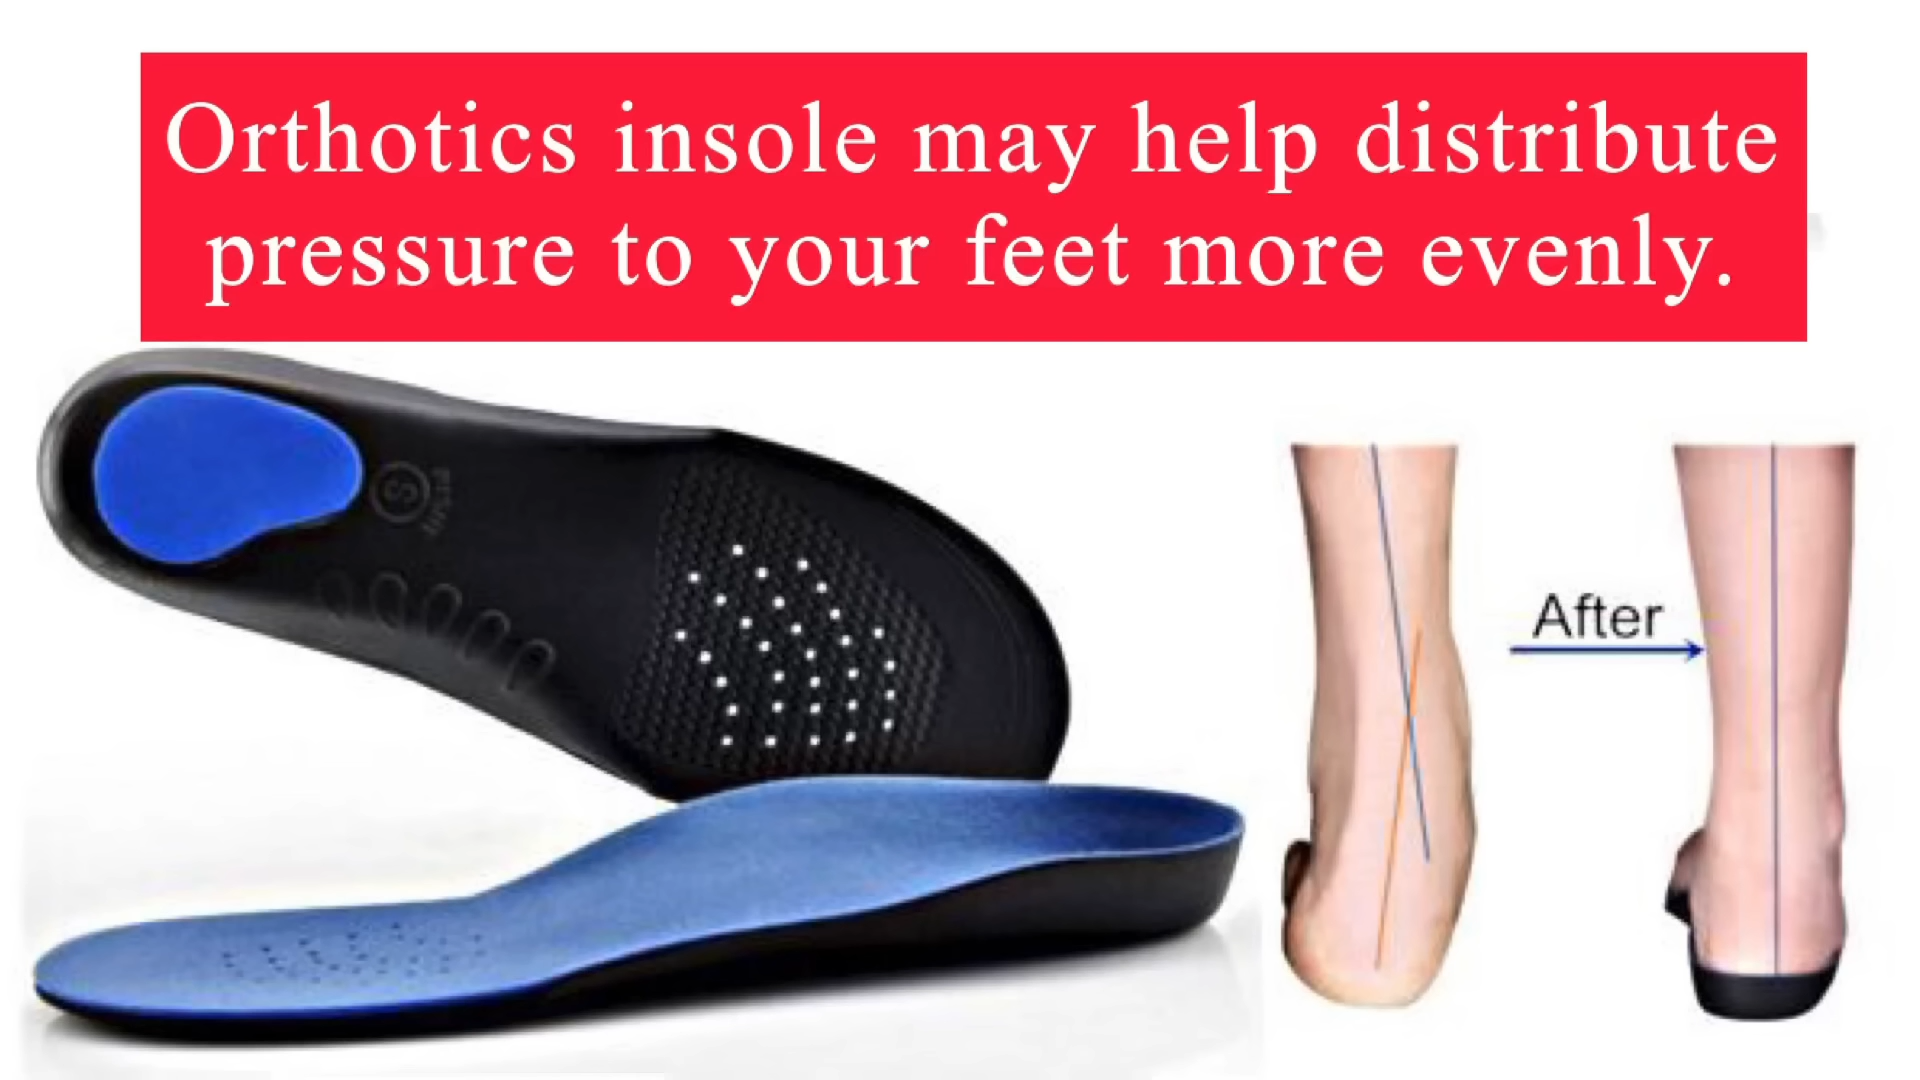 Orthotics insole may help distribute
pressure to your feet more evenly.
S
After